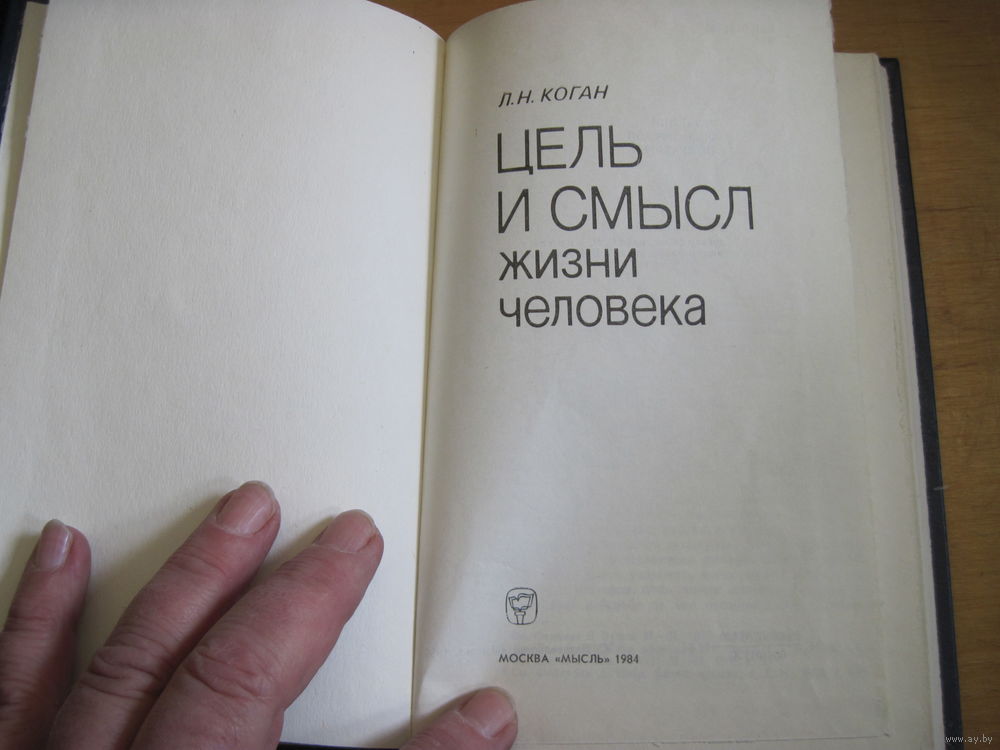 Л.Н. КОГАН
ЦЕЛЬ
И СМЫСЛ
жизни
человека
МОСКВА «МЫСЛЬ» 1984
www.ay.by